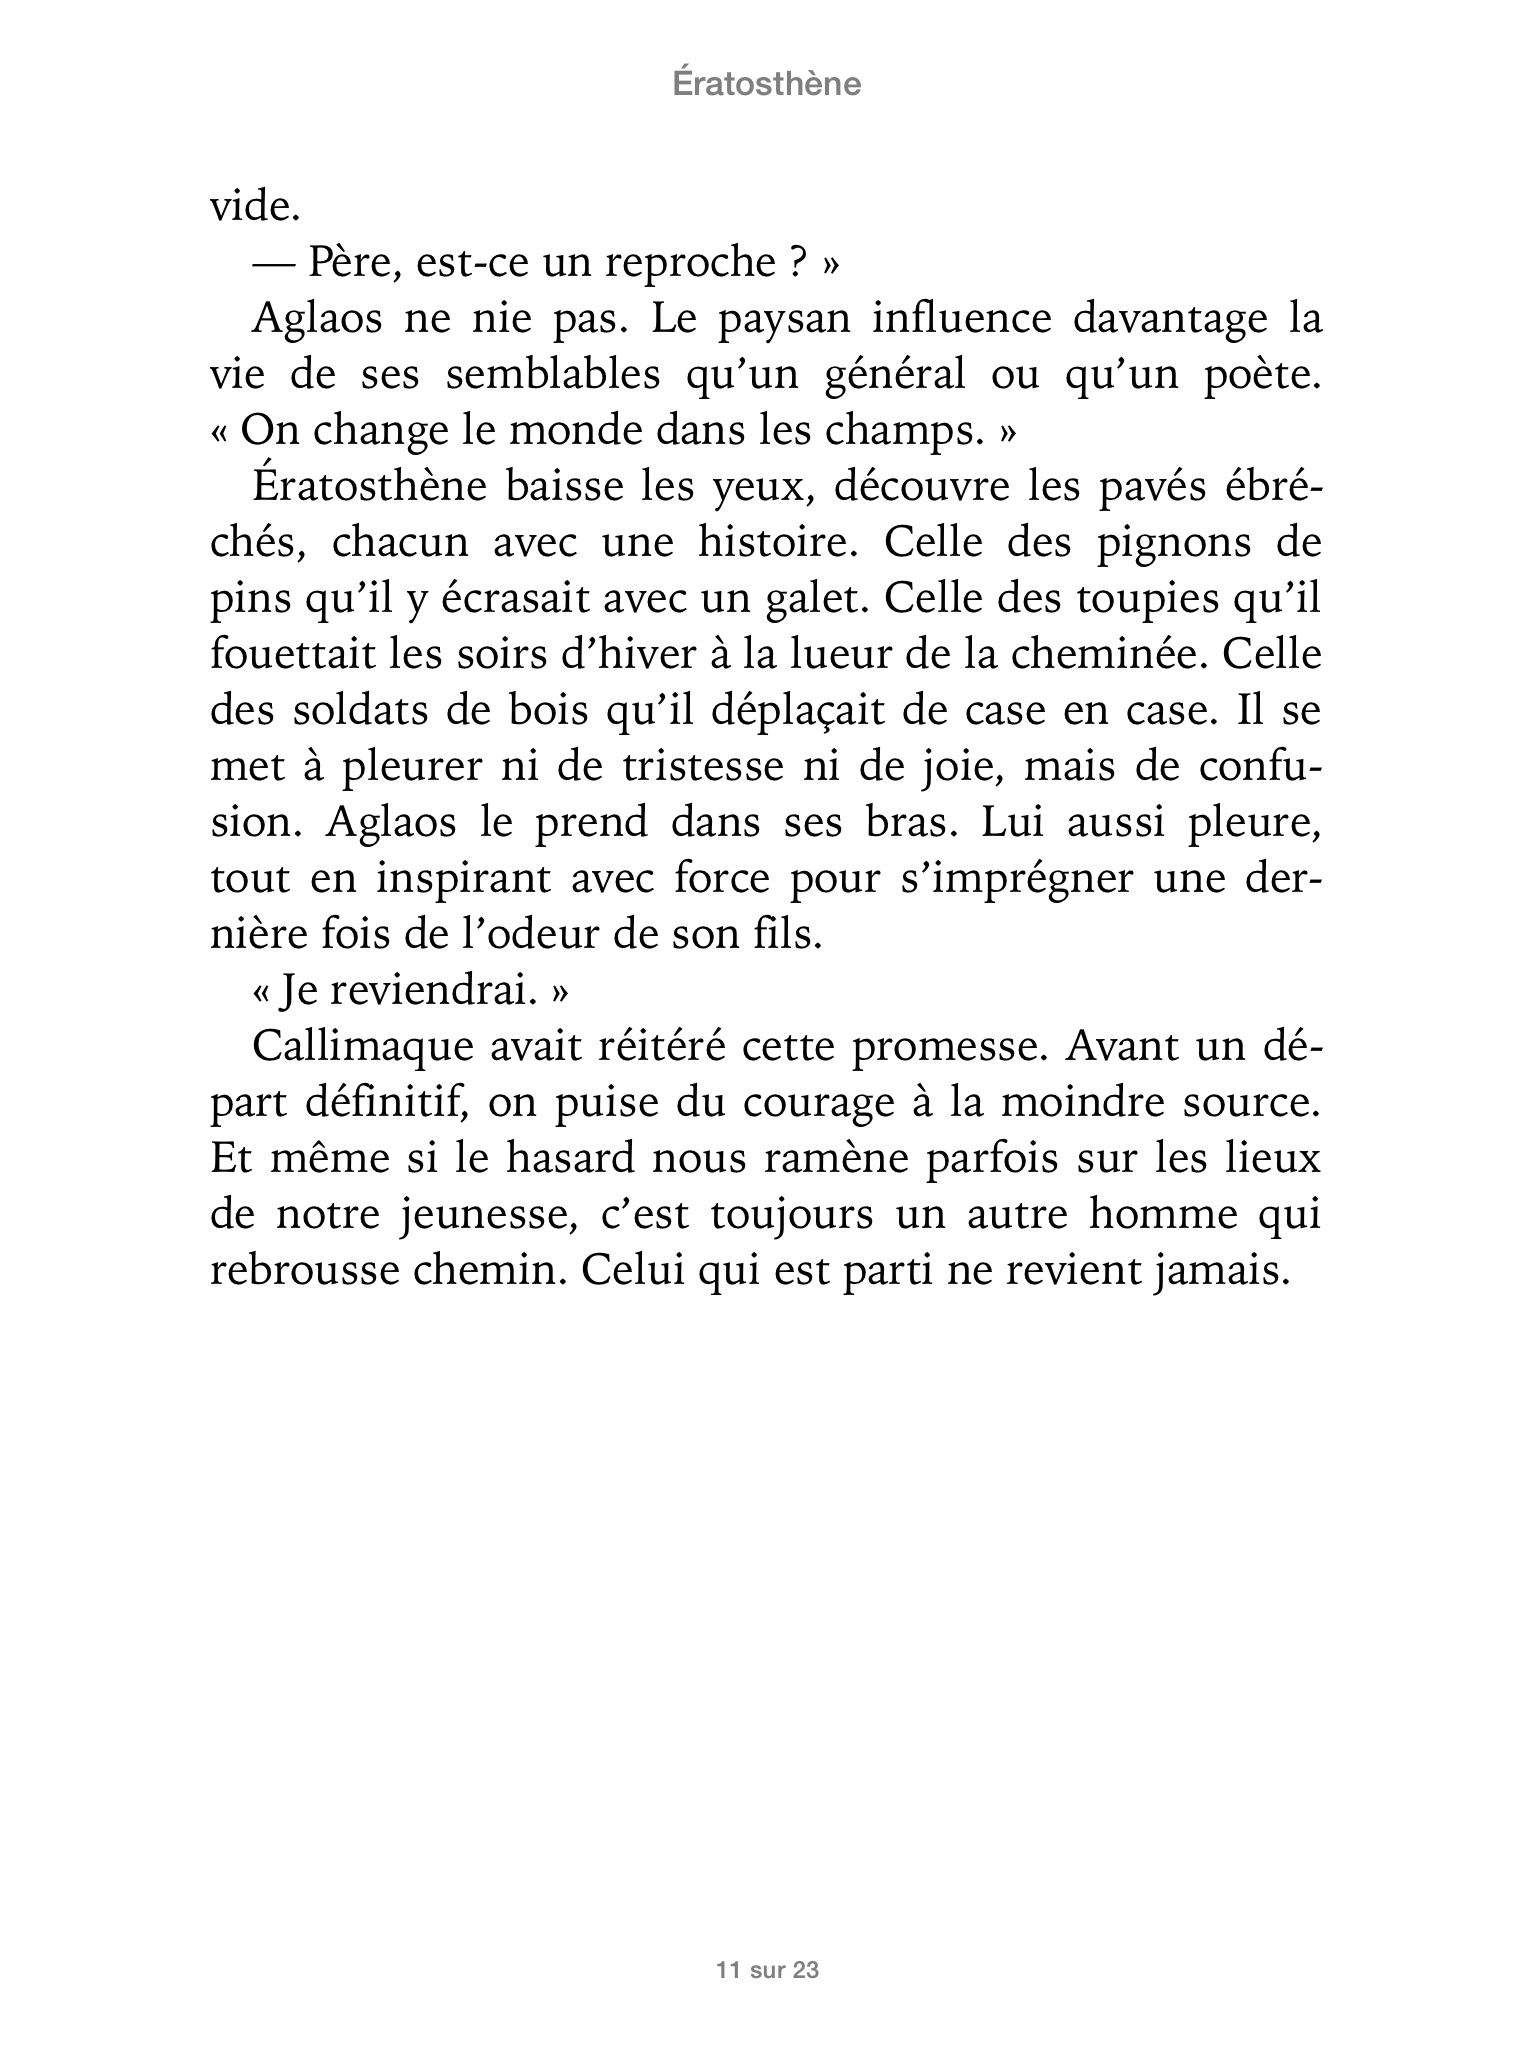 Ératosthène
vide.
— Père, est-ce un reproche ? »
Aglaos ne nie pas. Le paysan influence davantage la
vie de ses semblables qu’un général ou qu’un poète.
« On change le monde dans les champs. »
Ératosthène baisse les yeux, découvre les pavés ébré-
chés, chacun avec une histoire. Celle des pignons de
pins qu’il y écrasait avec un galet. Celle des toupies qu’il
fouettait les soirs d’hiver à la lueur de la cheminée. Celle
des soldats de bois qu’il déplaçait de case en case. Il se
met à pleurer ni de tristesse ni de joie, mais de confu-
sion. Aglaos le prend dans ses bras. Lui aussi pleure,
tout en inspirant avec force pour s’imprégner une der-
nière fois de l’odeur de son fils.
« Je reviendrai. »
Callimaque avait réitéré cette promesse. Avant un dé-
part définitif, on puise du courage à la moindre source.
Et même si le hasard nous ramène parfois sur les lieux
de notre jeunesse, c’est toujours un autre homme qui
rebrousse chemin. Celui qui est parti ne revient jamais.
11 sur 23